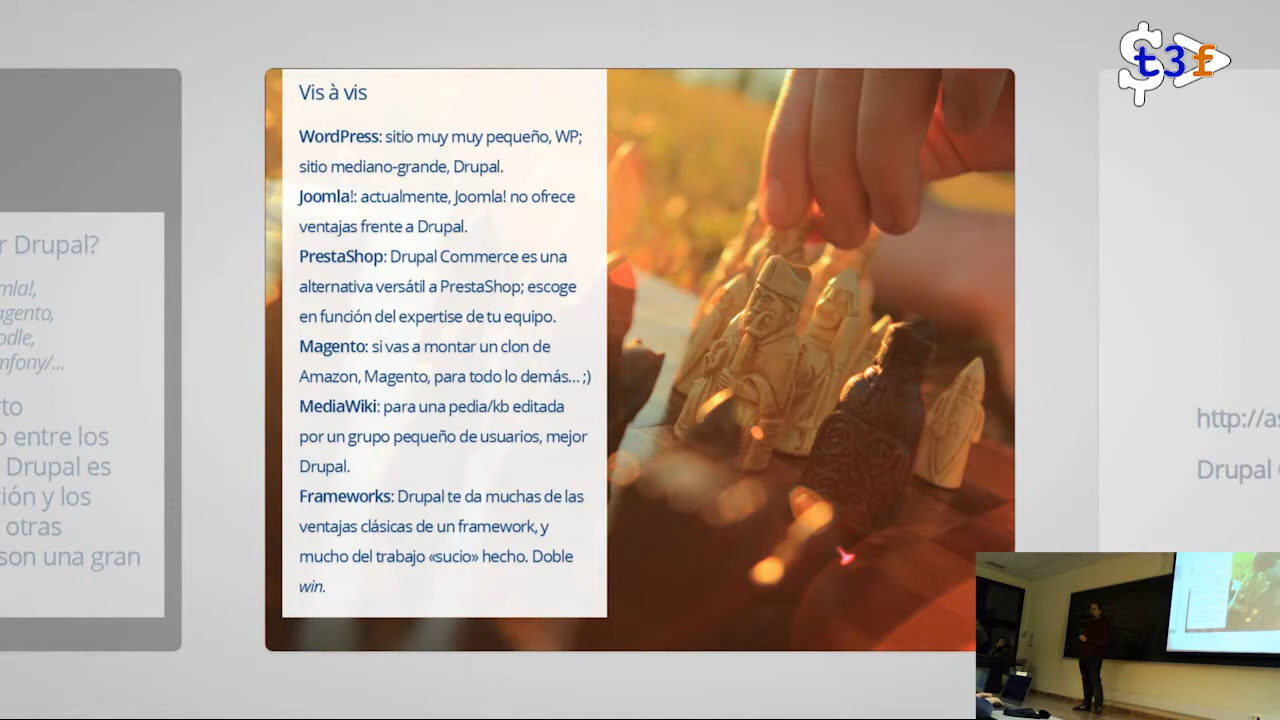 $ t3f
Vis à vis
WordPress: sitio muy muy pequeño, WP;
sitio mediano-grande, Drupal.
Joomla!: actualmente, Joomla! no ofrece
ventajas frente a Drupal.
PrestaShop: Drupal Commerce es una
alternativa versátil a PrestaShop; escoge
en función del expertise de tu equipo.
Magento: si vas a montar un clon de
Amazon, Magento, para todo lo demás... ;)
MediaWiki: para una pedia/kb editada
por un grupo pequeño de usuarios, mejor
Drupal.
Frameworks: Drupal te da muchas de las
ventajas clásicas de un framework, y
mucho del trabajo «sucio» hecho. Doble
win.
r Drupal?
mla!,
agento,
odle,
mfony/...
to
o entre los
Drupal es
ión y los
otras
son una gran
http://as
Drupal